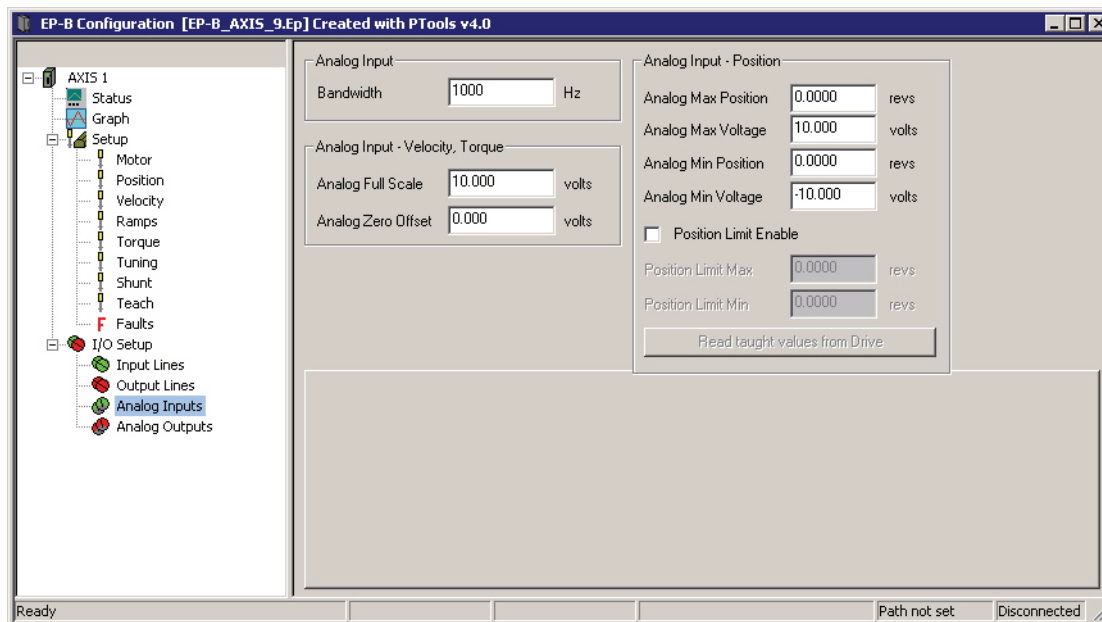 EP-B Configuration [EP-B_AXIS_9.Ep] Created with PTools v4.0
AXIS 1
Status
Graph
Setup
Motor
Position
Velocity
Ramps
Torque
Tuning
Shunt
Teach
F Faults
I/O Setup
Input Lines
Output Lines
Analog Inputs
Analog Outputs
Analog Input
Bandwidth 1000 Hz
Analog Input - Velocity, Torque
Analog Full Scale 10.000 volts
Analog Zero Offset 0.000 volts
Analog Input - Position
Analog Max Position 0.0000 revs
Analog Max Voltage 10.000 volts
Analog Min Position 0.0000 revs
Analog Min Voltage -10.000 volts
Position Limit Enable
Position Limit Max 0.0000 revs
Position Limit Min 0.0000 revs
Read taught values from Drive
Ready Path not set Disconnected